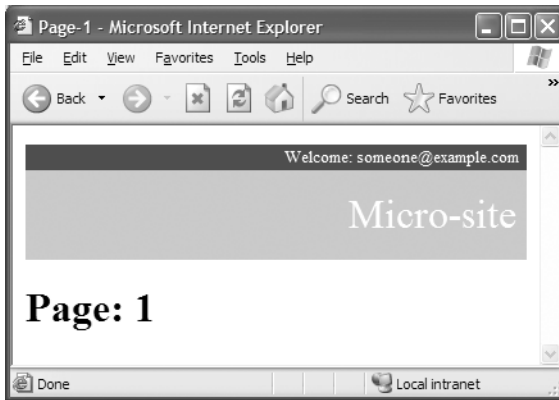 Page-1 - Microsoft Internet Explorer
File Edit View Favorites Tools Help
Back Search Favorites »
Welcome: someone@example.com
Micro-site
Page: 1
Done Local intranet